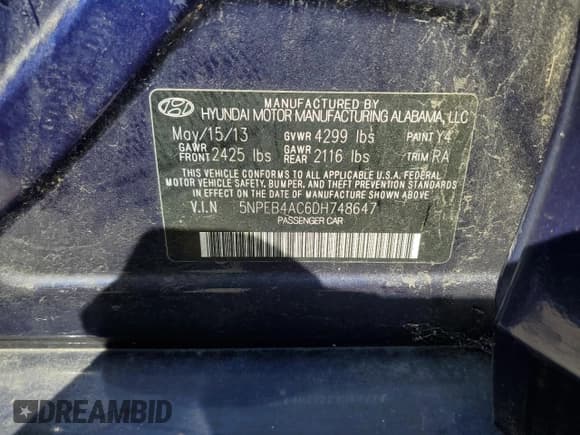 MANUFACTURED BY
HYUNDAI MOTOR MANUFACTURING ALABAMA, LLC
May/15/13 GVWR 4299 lbs PAINT Y4
GAWR FRONT 2425 lbs GAWR REAR 2116 lbs TRIM RA
THIS VEHICLE CONFORMS TO ALL APPLICABLE U.S.A. FEDERAL
MOTOR VEHICLE SAFETY, BUMPER, AND THEFT PREVENTION STANDARDS
IN EFFECT ON THE DATE OF MANUFACTURE SHOWN ABOVE
V.I.N 5NPEB4AC6DH748647
PASSENGER CAR
DREAMBID